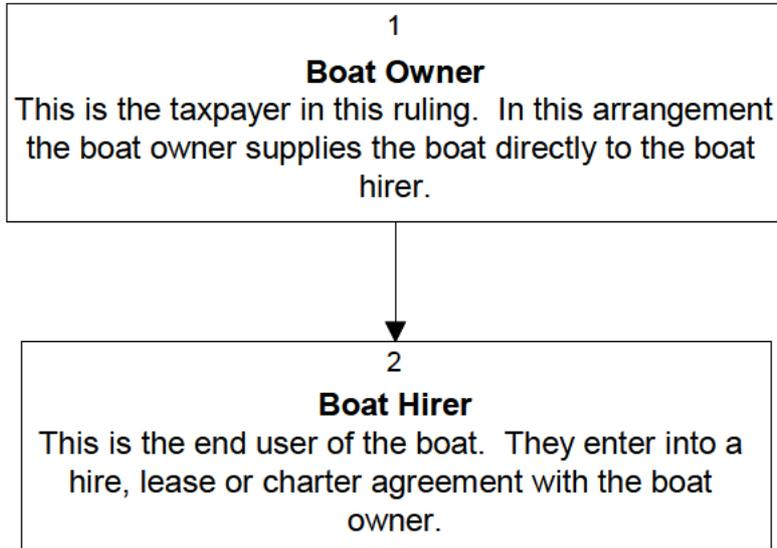 1
Boat Owner
This is the taxpayer in this ruling.  In this arrangement
the boat owner supplies the boat directly to the boat
hirer.
2
Boat Hirer
This is the end user of the boat.  They enter into a
hire, lease or charter agreement with the boat
owner.